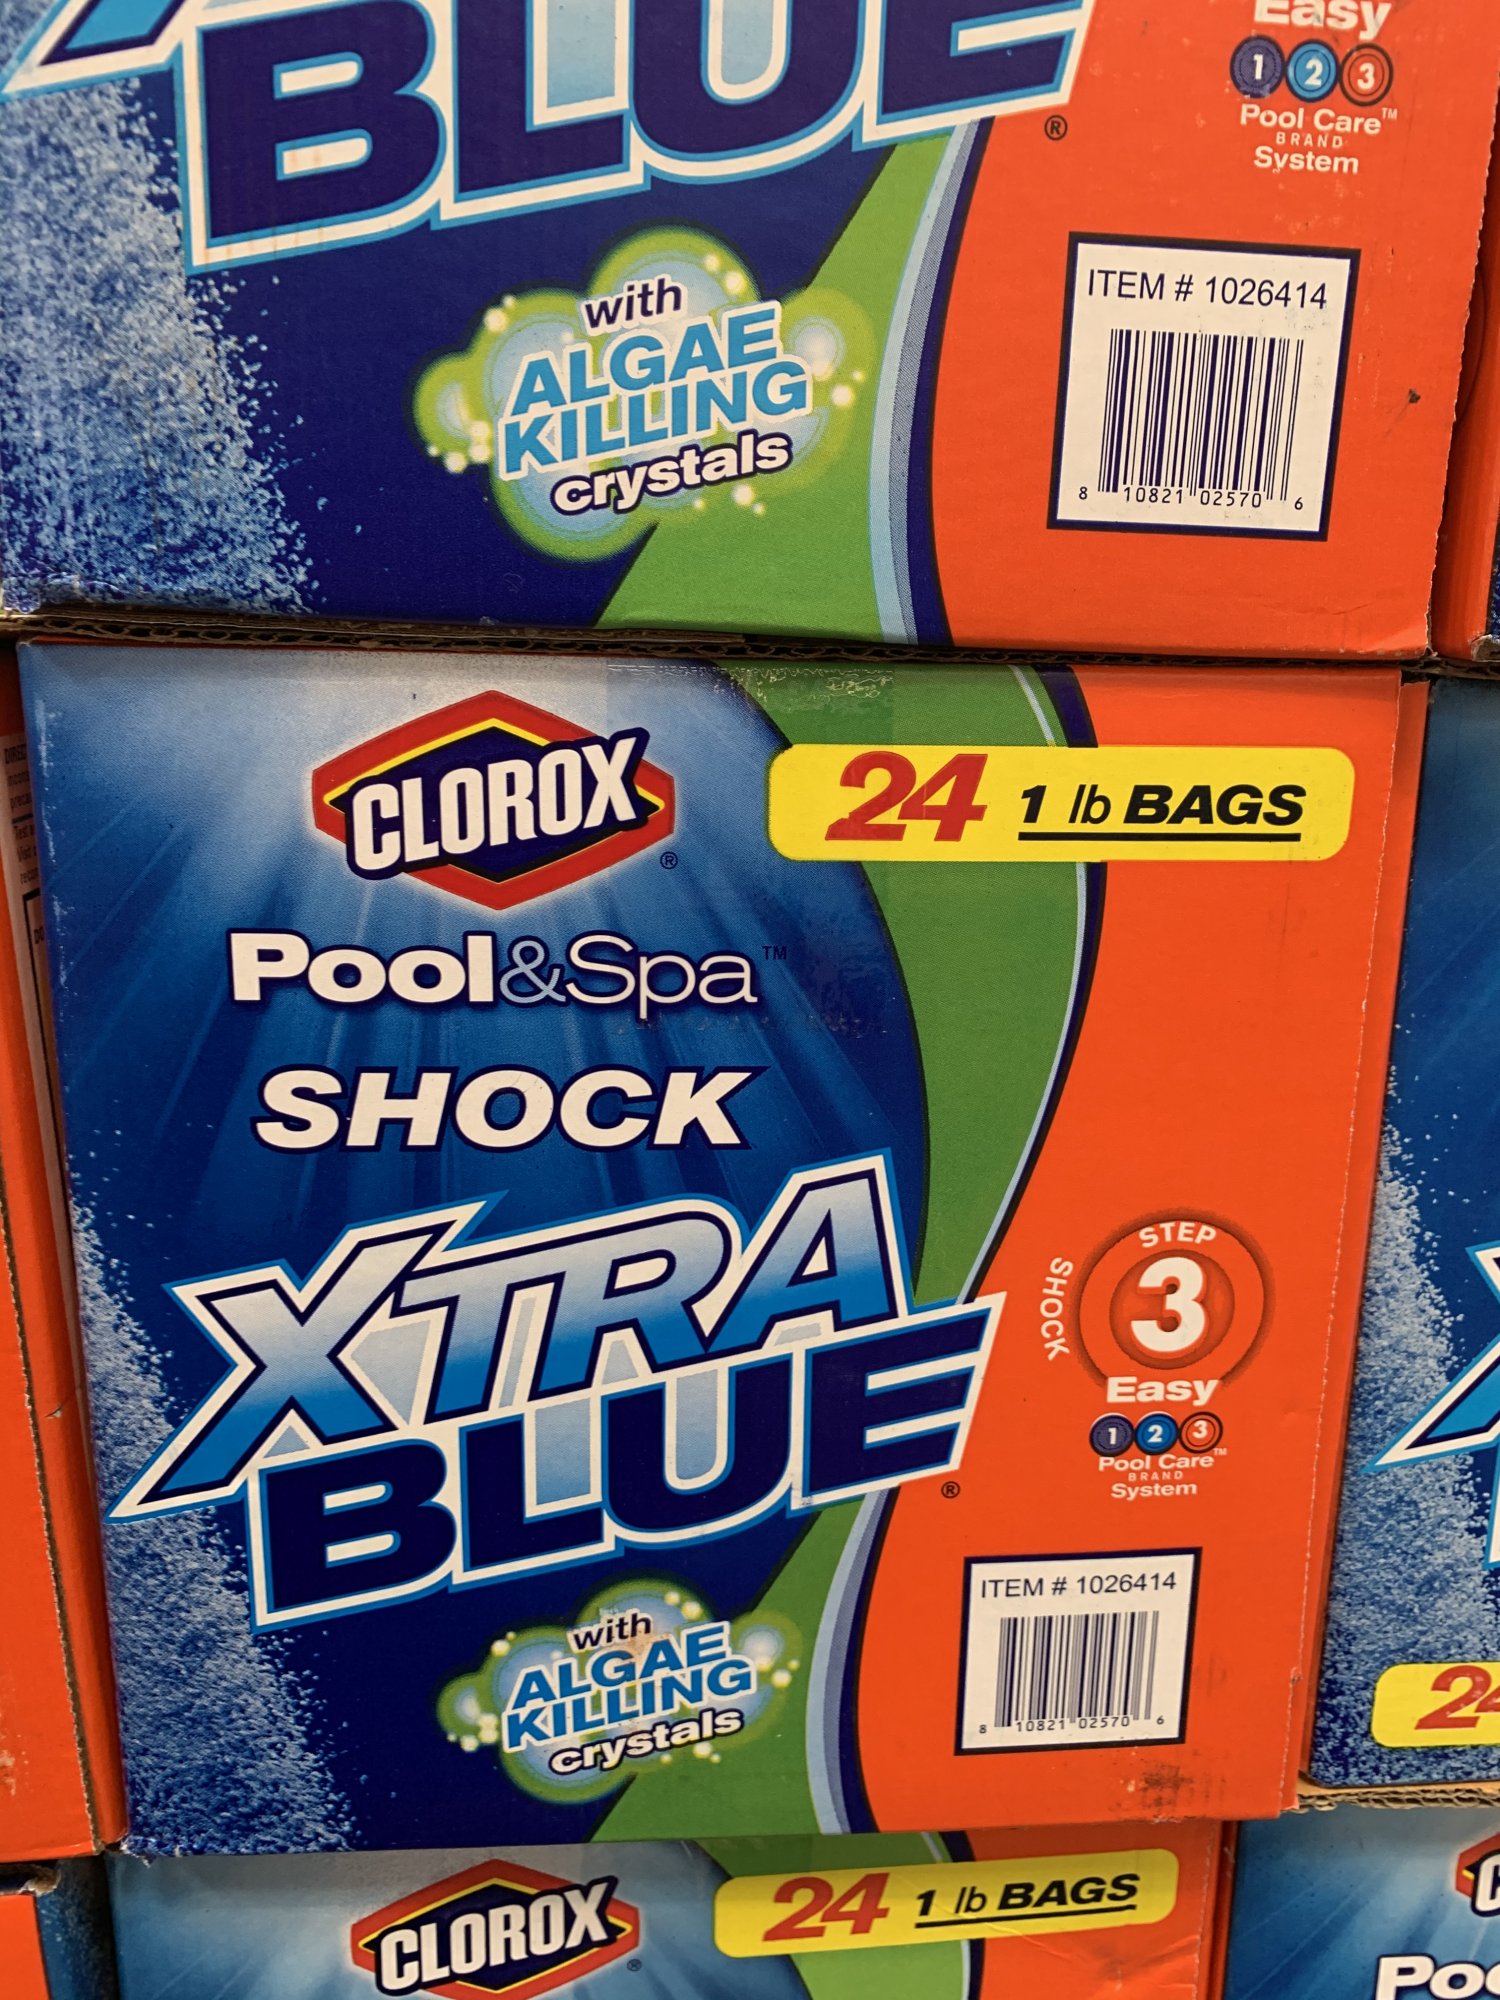 BLUE
®
Easy
1 2 3
Pool Care™
BRAND
System
with
ALGAE
KILLING
crystals
ITEM # 1026414
8 10821 02570 6
CLOROX
®
24 1 lb BAGS
Pool&Spa™
SHOCK
XTRA
BLUE
®
STEP
3
SHOCK
Easy
1 2 3
Pool Care™
BRAND
System
with
ALGAE
KILLING
crystals
ITEM # 1026414
8 10821 02570 6
CLOROX
®
24 1 lb BAGS